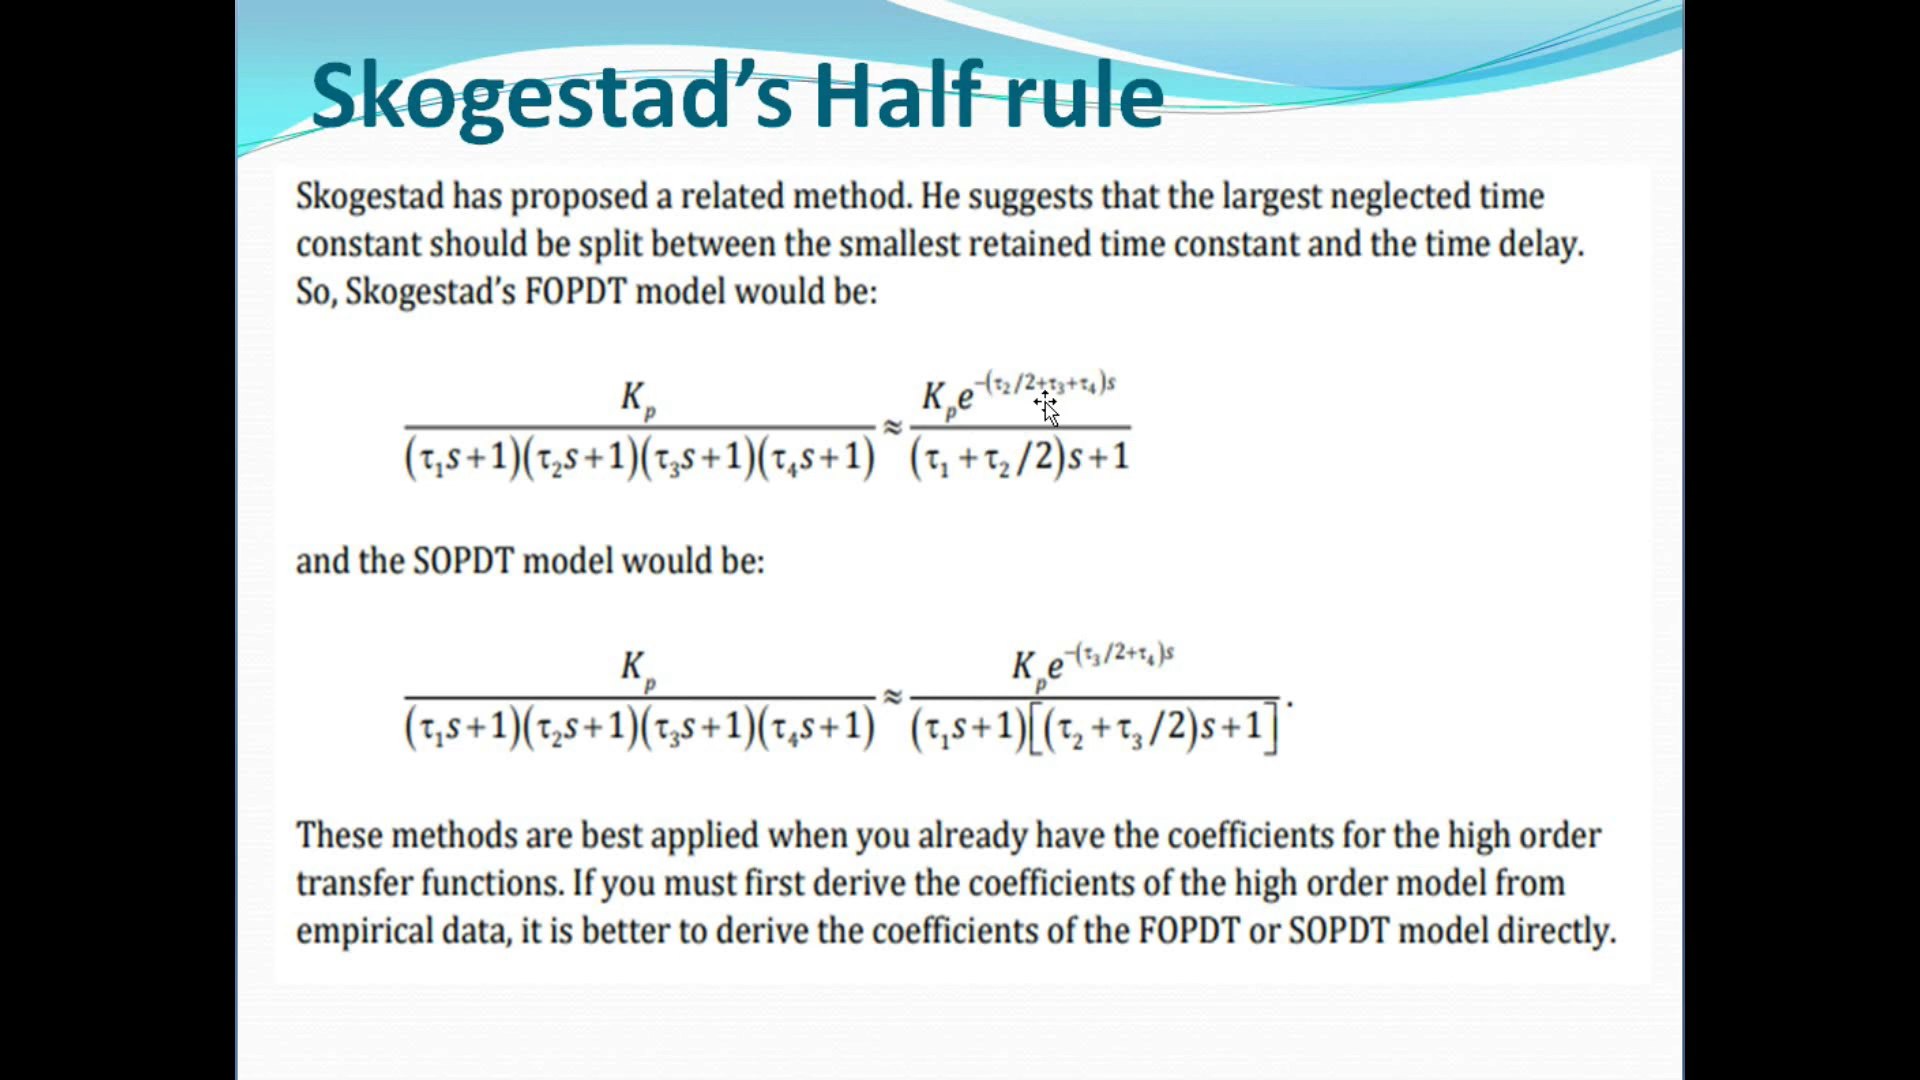 Skogestad’s Half rule
Skogestad has proposed a related method. He suggests that the largest neglected time
constant should be split between the smallest retained time constant and the time delay.
So, Skogestad's FOPDT model would be:
K_p / (τ₁s+1)(τ₂s+1)(τ₃s+1)(τ₄s+1) ≈ K_p e^{-(τ₂/2+τ₃+τ₄)s} / (τ₁+τ₂/2)s+1
and the SOPDT model would be:
K_p / (τ₁s+1)(τ₂s+1)(τ₃s+1)(τ₄s+1) ≈ K_p e^{-(τ₃/2+τ₄)s} / (τ₁s+1)[(τ₂+τ₃/2)s+1] .
These methods are best applied when you already have the coefficients for the high order
transfer functions. If you must first derive the coefficients of the high order model from
empirical data, it is better to derive the coefficients of the FOPDT or SOPDT model directly.